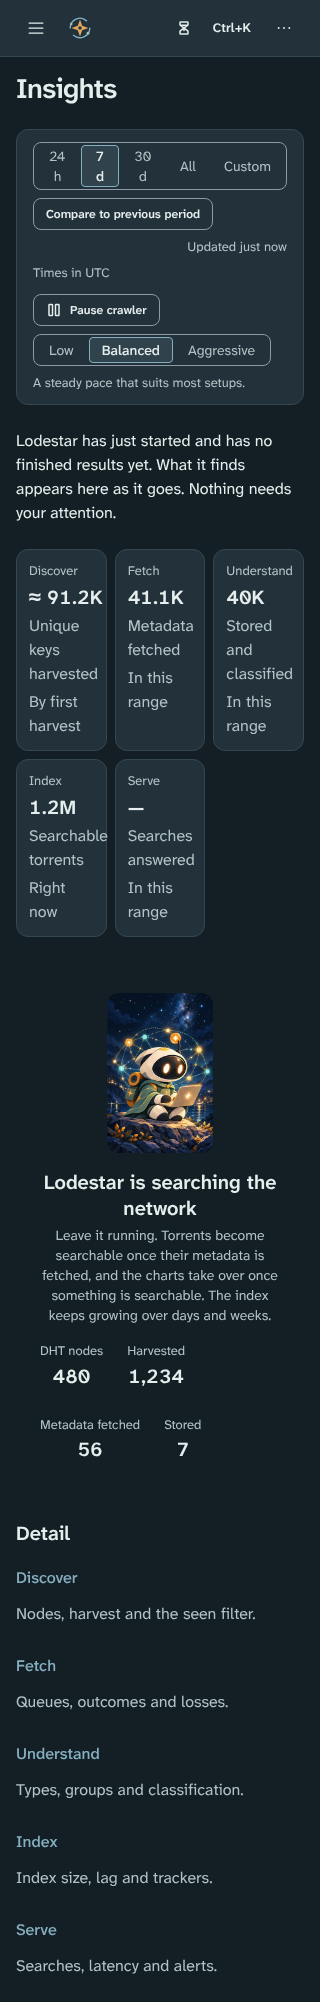 Ctrl+K
Insights
24 h
7 d
30 d
All
Custom
Compare to previous period
Updated just now
Times in UTC
Pause crawler
Low
Balanced
Aggressive
A steady pace that suits most setups.
Lodestar has just started and has no
finished results yet. What it finds
appears here as it goes. Nothing needs
your attention.
Discover
≈ 91.2K
Unique
keys
harvested
By first
harvest
Fetch
41.1K
Metadata
fetched
In this
range
Understand
40K
Stored
and
classified
In this
range
Index
1.2M
Searchable
torrents
Right
now
Serve
—
Searches
answered
In this
range
Lodestar is searching the
network
Leave it running. Torrents become
searchable once their metadata is
fetched, and the charts take over once
something is searchable. The index
keeps growing over days and weeks.
DHT nodes
480
Harvested
1,234
Metadata fetched
56
Stored
7
Detail
Discover
Nodes, harvest and the seen filter.
Fetch
Queues, outcomes and losses.
Understand
Types, groups and classification.
Index
Index size, lag and trackers.
Serve
Searches, latency and alerts.